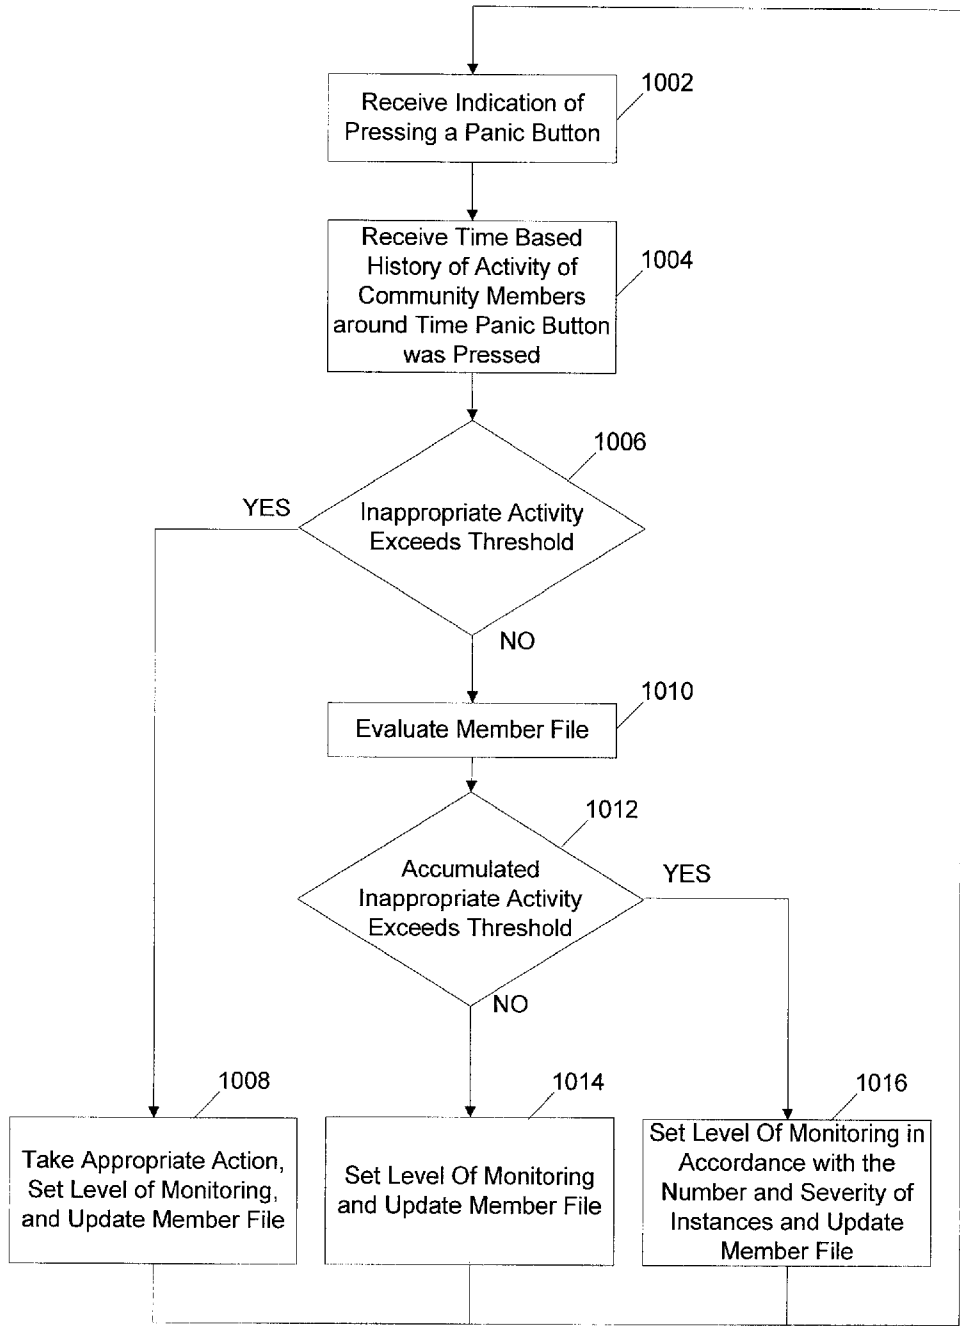 1002
Receive Indication of
Pressing a Panic Button
1004
Receive Time Based
History of Activity of
Community Members
around Time Panic Button
was Pressed
1006
YES
Inappropriate Activity
Exceeds Threshold
NO
1010
Evaluate Member File
1012
Accumulated
Inappropriate Activity
Exceeds Threshold
YES
NO
1008
Take Appropriate Action,
Set Level of Monitoring,
and Update Member File
1014
Set Level Of Monitoring
and Update Member File
1016
Set Level Of Monitoring in
Accordance with the
Number and Severity of
Instances and Update
Member File